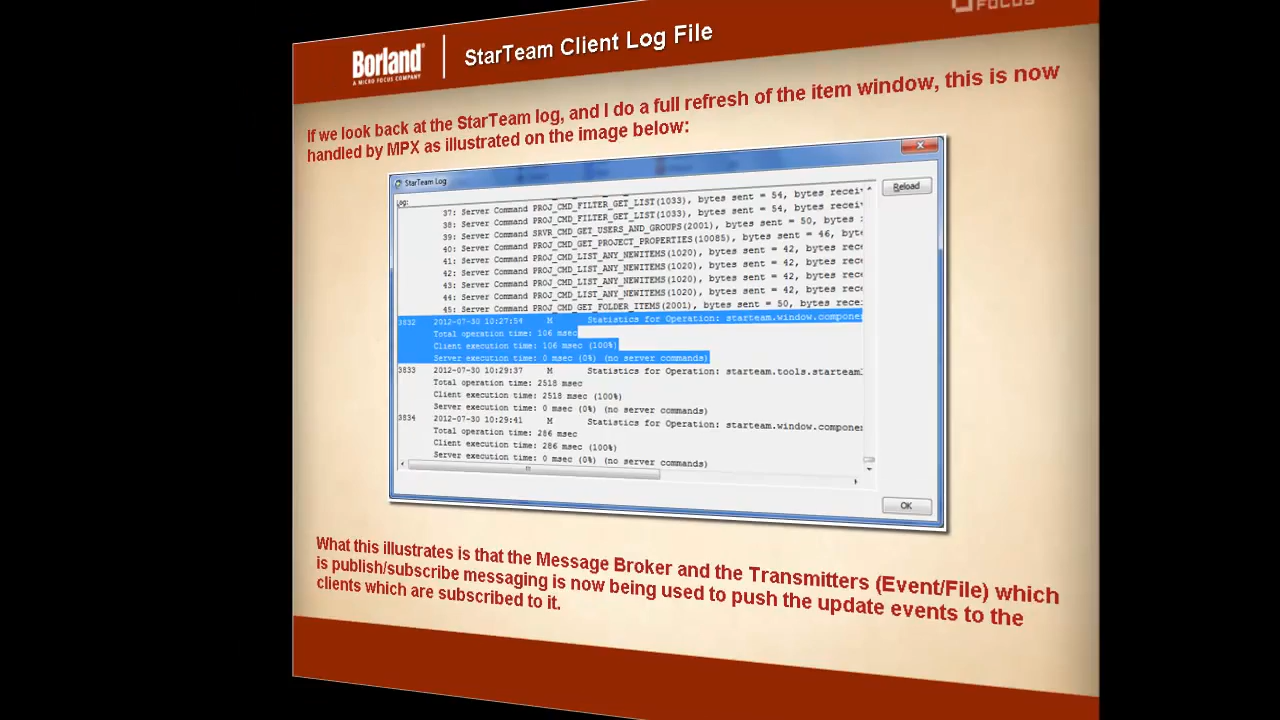 FOCUS
Borland®
A MICRO FOCUS COMPANY
StarTeam Client Log File
If we look back at the StarTeam log, and I do a full refresh of the item window, this is now
handled by MPX as illustrated on the image below:
StarTeam Log
Log:
Reload
37: Server Command PROJ_CMD_FILTER_GET_LIST(1033), bytes sent = 54, bytes recei
38: Server Command PROJ_CMD_FILTER_GET_LIST(1033), bytes sent = 54, bytes recei
39: Server Command SRVR_CMD_GET_USERS_AND_GROUPS(2001), bytes sent = 50, bytes
40: Server Command PROJ_CMD_GET_PROJECT_PROPERTIES(10085), bytes sent = 46, byte
41: Server Command PROJ_CMD_LIST_ANY_NEWITEMS(1020), bytes sent = 42, bytes rece
42: Server Command PROJ_CMD_LIST_ANY_NEWITEMS(1020), bytes sent = 42, bytes rece
43: Server Command PROJ_CMD_LIST_ANY_NEWITEMS(1020), bytes sent = 42, bytes rece
44: Server Command PROJ_CMD_LIST_ANY_NEWITEMS(1020), bytes sent = 42, bytes rece
45: Server Command PROJ_CMD_GET_FOLDER_ITEMS(2001), bytes sent = 50, bytes recei
3832 2012-07-30 10:27:54 M Statistics for Operation: starteam.window.compone
Total operation time: 106 msec
Client execution time: 106 msec (100%)
Server execution time: 0 msec (0%) (no server commands)
3833 2012-07-30 10:29:37 M Statistics for Operation: starteam.tools.starteam
Total operation time: 2518 msec
Client execution time: 2518 msec (100%)
Server execution time: 0 msec (0%) (no server commands)
3834 2012-07-30 10:29:41 M Statistics for Operation: starteam.window.compone
Total operation time: 286 msec
Client execution time: 286 msec (100%)
Server execution time: 0 msec (0%) (no server commands)
OK
What this illustrates is that the Message Broker and the Transmitters (Event/File) which
is publish/subscribe messaging is now being used to push the update events to the
clients which are subscribed to it.